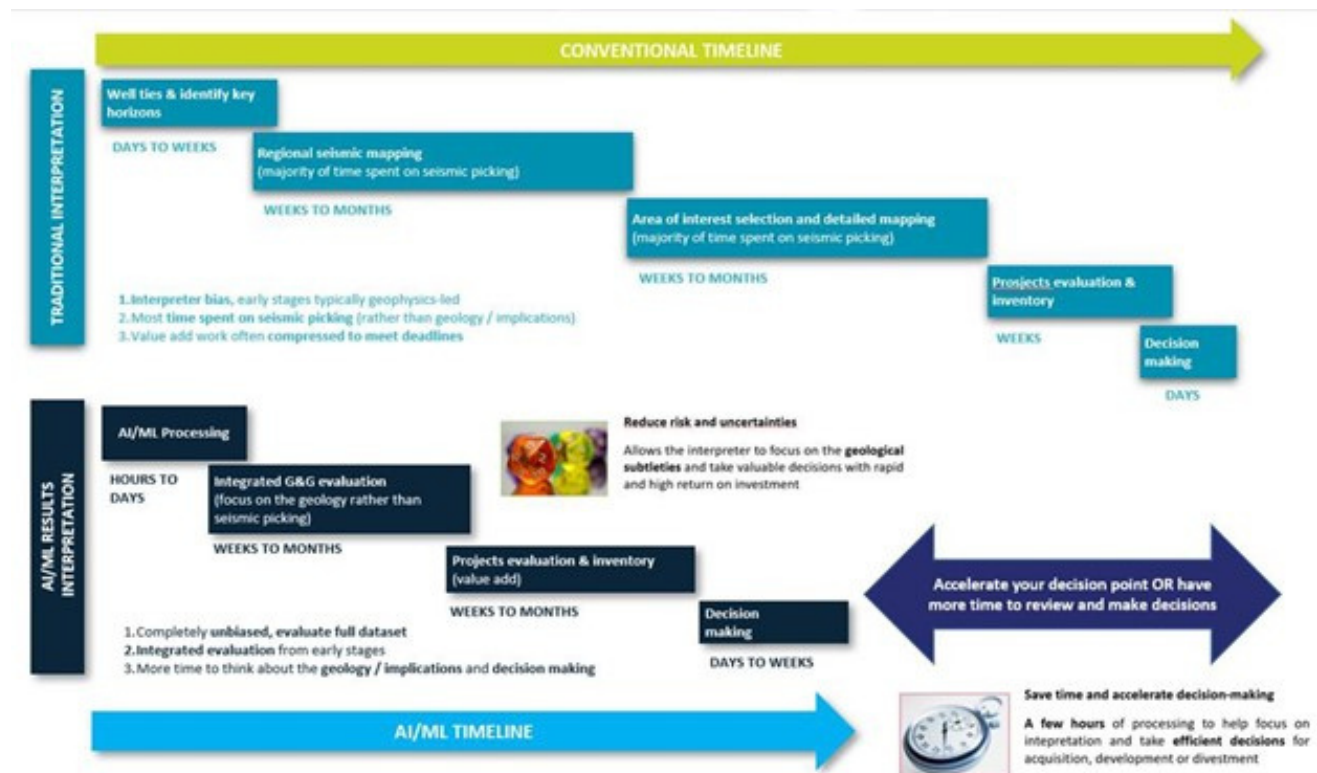 CONVENTIONAL TIMELINE
TRADITIONAL INTERPRETATION
Well ties & identify key
horizons
DAYS TO WEEKS
Regional seismic mapping
(majority of time spent on seismic picking)
WEEKS TO MONTHS
Area of interest selection and detailed mapping
(majority of time spent on seismic picking)
WEEKS TO MONTHS
Prosjects evaluation &
inventory
WEEKS
Decision
making
DAYS
1.Interpreter bias, early stages typically geophysics-led
2.Most time spent on seismic picking (rather than geology / implications)
3.Value add work often compressed to meet deadlines
AI/ML RESULTS
INTERPRETATION
AI/ML Processing
HOURS TO
DAYS
Integrated G&G evaluation
(focus on the geology rather than
seismic picking)
WEEKS TO MONTHS
Projects evaluation & inventory
(value add)
WEEKS TO MONTHS
Decision
making
DAYS TO WEEKS
1.Completely unbiased, evaluate full dataset
2.Integrated evaluation from early stages
3.More time to think about the geology / implications and decision making
Reduce risk and uncertainties
Allows the interpreter to focus on the geological
subtleties and take valuable decisions with rapid
and high return on investment
Accelerate your decision point OR have
more time to review and make decisions
AI/ML TIMELINE
Save time and accelerate decision-making
A few hours of processing to help focus on
intepretation and take efficient decisions for
acquisition, development or divestment